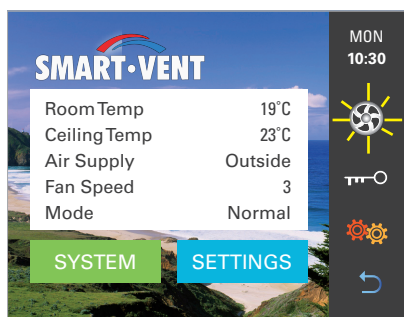 MON
10:30
SMART·VENT
Room Temp 19°C
Ceiling Temp 23°C
Air Supply Outside
Fan Speed 3
Mode Normal
SYSTEM SETTINGS